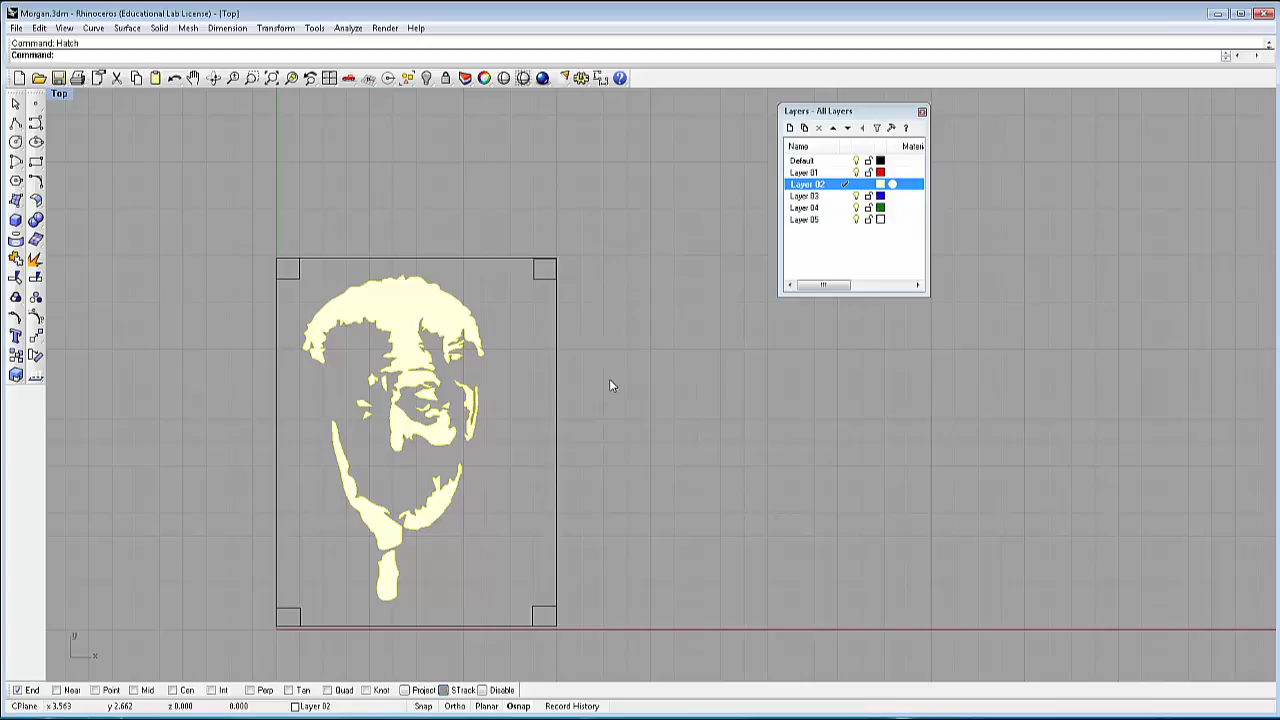 Morgan.3dm - Rhinoceros (Educational Lab License) - [Top]
File Edit View Curve Surface Solid Mesh Dimension Transform Tools Analyze Render Help
Command: Hatch
Command:
Top
Layers - All Layers
Name Materi
Default
Layer 01
Layer 02
Layer 03
Layer 04
Layer 05
y
x
End Near Point Mid Cen Int Perp Tan Quad Knot Project STrack Disable
CPlane x 3.563 y 2.662 z 0.000 0.000 Layer 02 Snap Ortho Planar Osnap Record History